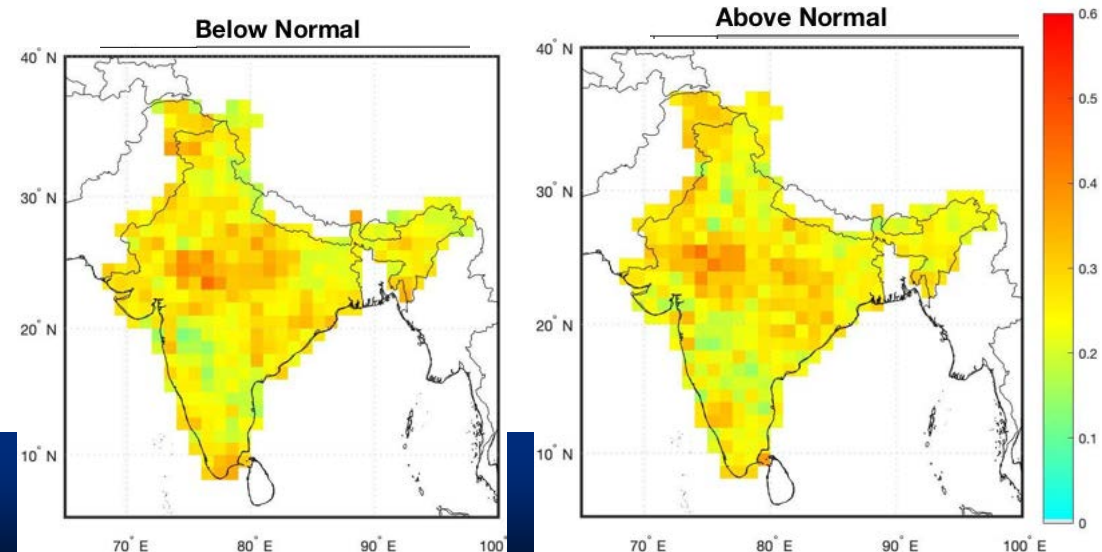 Below Normal
40° N
30° N
20° N
10° N
70° E
80° E
90° E
100°
Above Normal
40° N
30° N
20° N
10° N
70° E
80° E
90° E
100° E
0.6
0.5
0.4
0.3
0.2
0.1
0